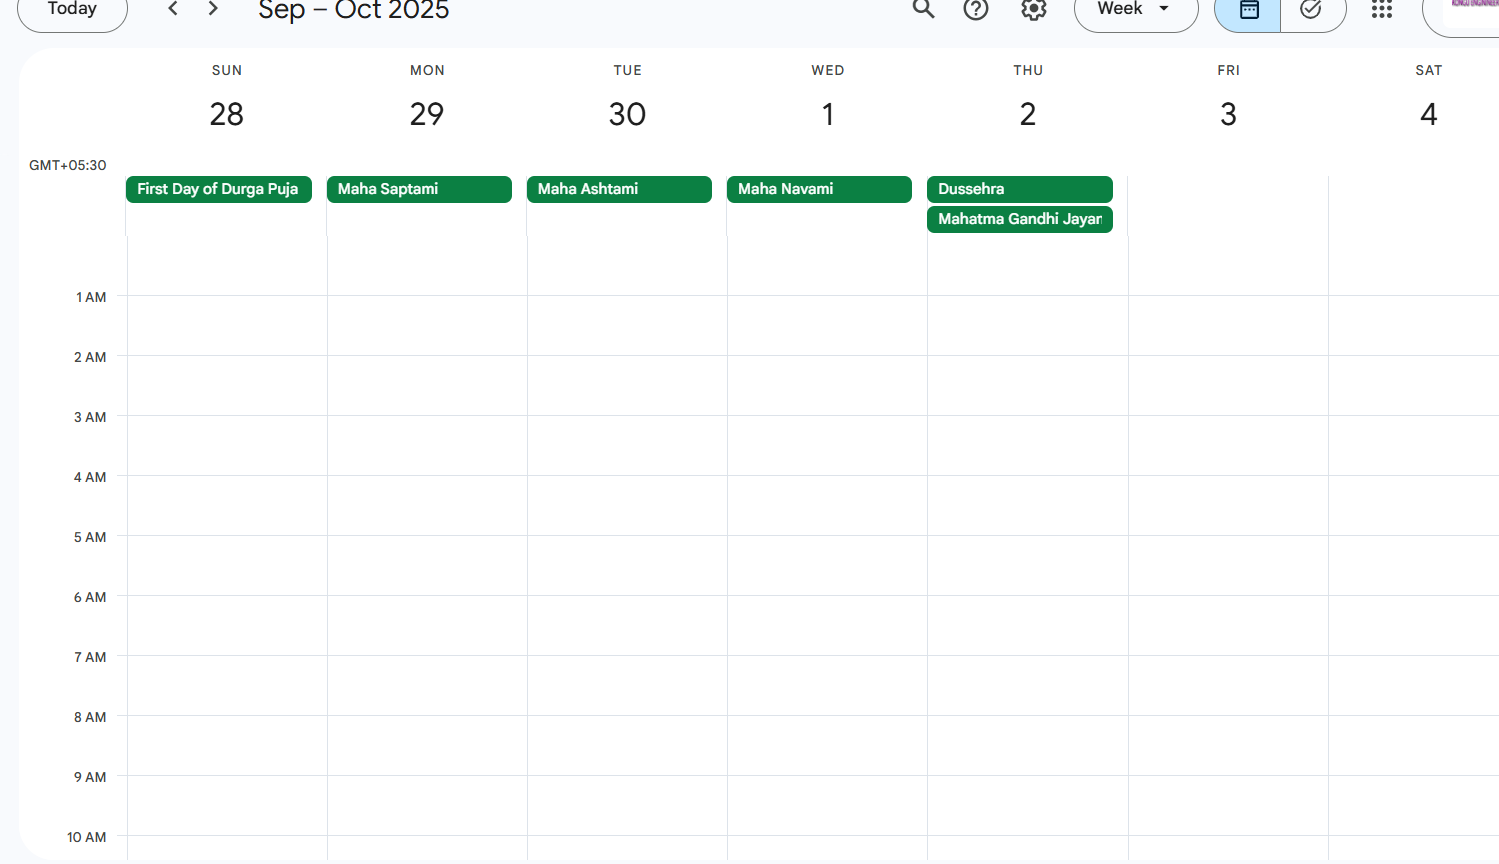 Today
Sep – Oct 2025
Week
SUN MON TUE WED THU FRI SAT
28 29 30 1 2 3 4
GMT+05:30
First Day of Durga Puja Maha Saptami Maha Ashtami Maha Navami Dussehra
Mahatma Gandhi Jayan
1 AM
2 AM
3 AM
4 AM
5 AM
6 AM
7 AM
8 AM
9 AM
10 AM